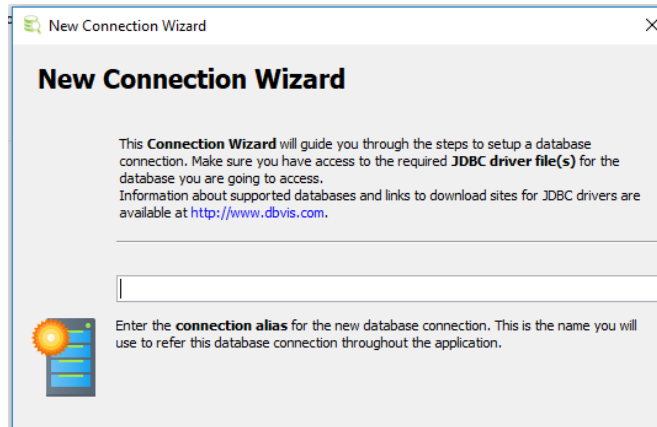 New Connection Wizard
New Connection Wizard
This Connection Wizard will guide you through the steps to setup a database
connection. Make sure you have access to the required JDBC driver file(s) for the
database you are going to access.
Information about supported databases and links to download sites for JDBC drivers are
available at http://www.dbvis.com.
Enter the connection alias for the new database connection. This is the name you will
use to refer this database connection throughout the application.